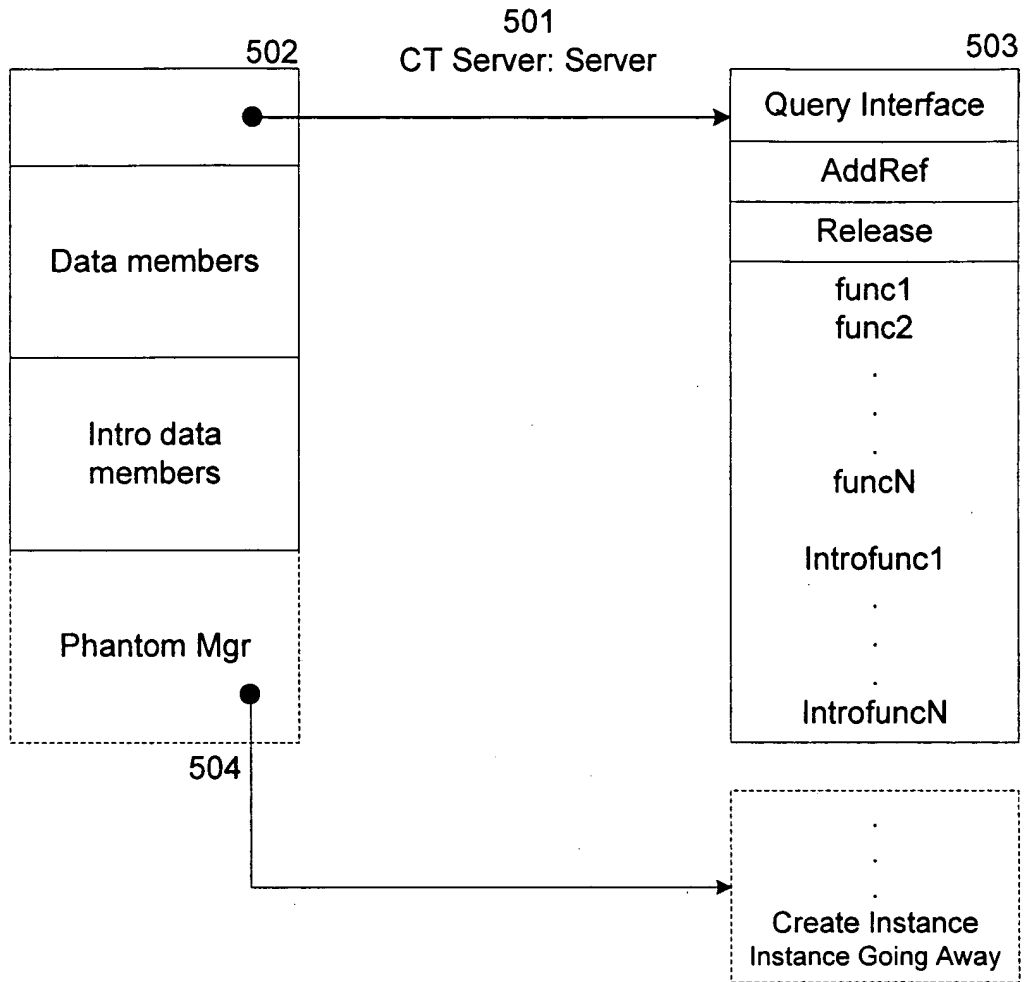 501
502
CT Server: Server
503
Query Interface
AddRef
Release
Data members
func1
func2
.
.
.
funcN
Intro data
members
Introfunc1
.
.
.
IntrofuncN
Phantom Mgr
504
.
.
.
Create Instance
Instance Going Away